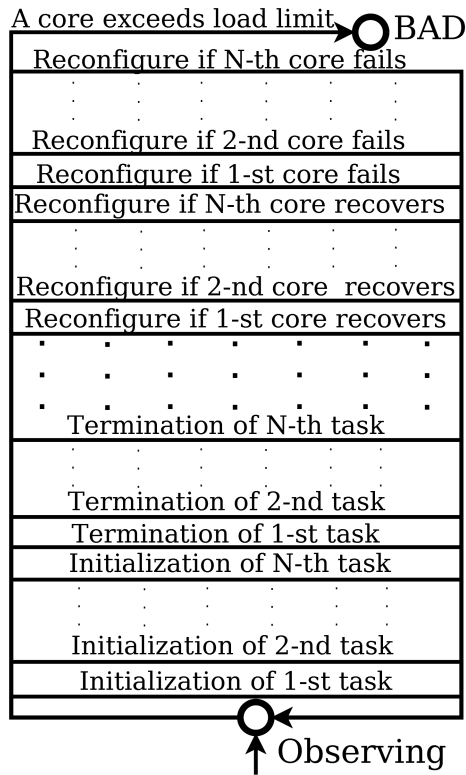 A core exceeds load limit
BAD
Reconfigure if N-th core fails
Reconfigure if 2-nd core fails
Reconfigure if 1-st core fails
Reconfigure if N-th core recovers
Reconfigure if 2-nd core recovers
Reconfigure if 1-st core recovers
Termination of N-th task
Termination of 2-nd task
Termination of 1-st task
Initialization of N-th task
Initialization of 2-nd task
Initialization of 1-st task
Observing